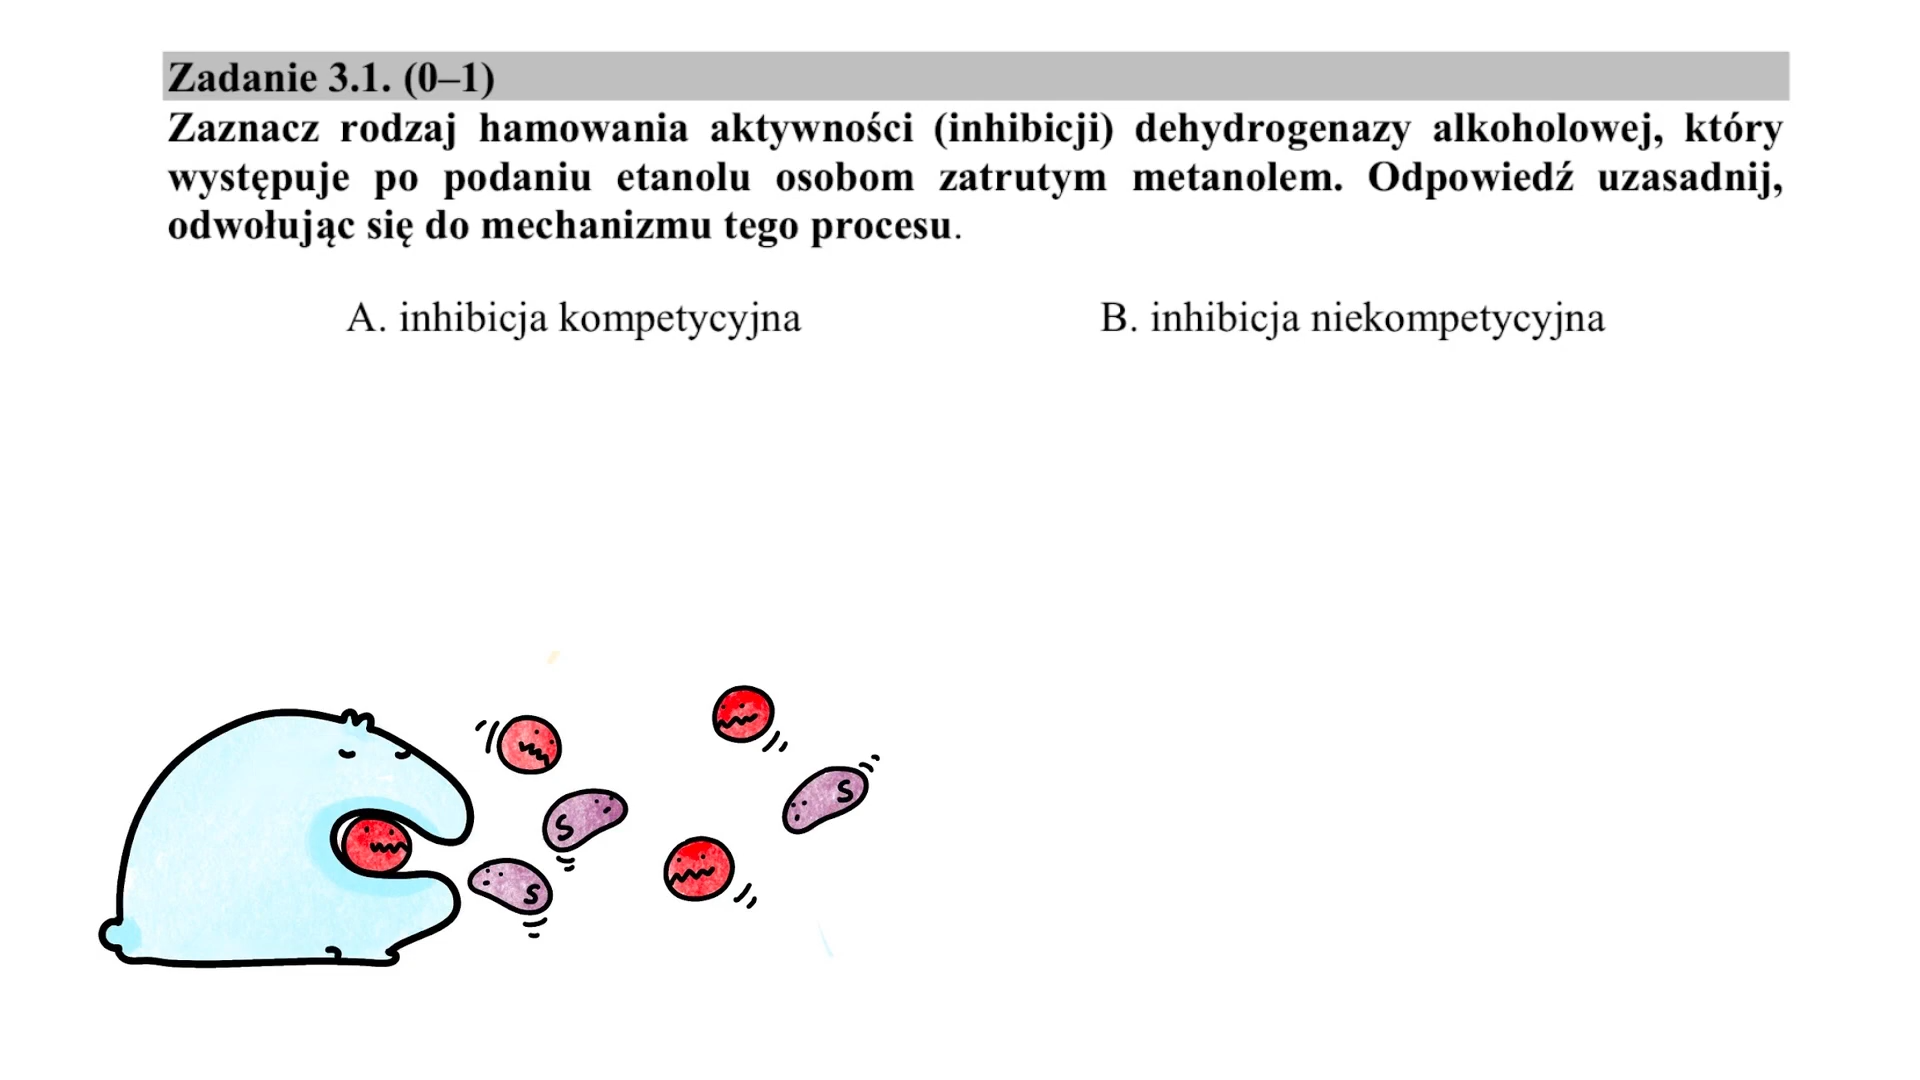 Zadanie 3.1. (0–1)
Zaznacz rodzaj hamowania aktywności (inhibicji) dehydrogenazy alkoholowej, który
występuje po podaniu etanolu osobom zatrutym metanolem. Odpowiedź uzasadnij,
odwołując się do mechanizmu tego procesu.
A. inhibicja kompetycyjna B. inhibicja niekompetycyjna
S
S
S